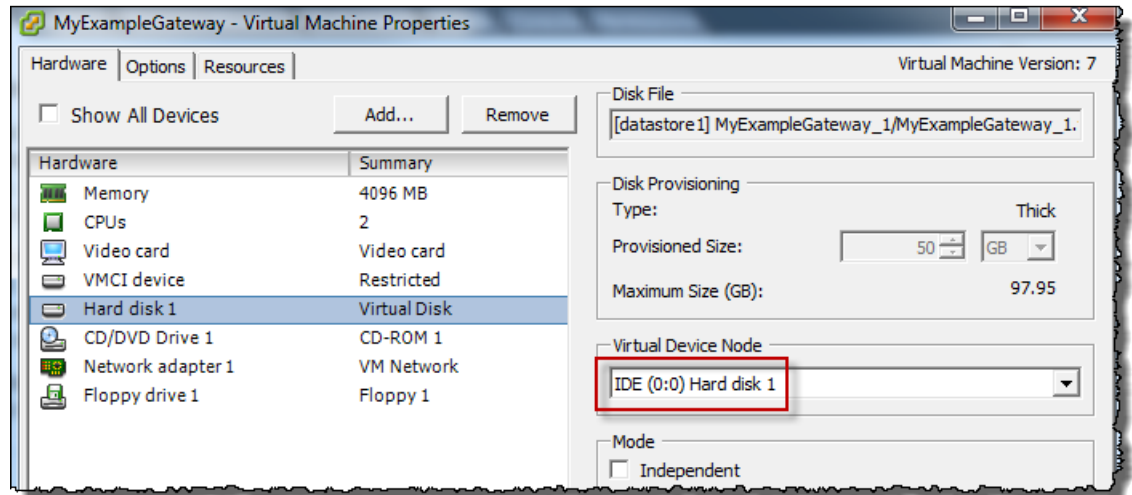 MyExampleGateway - Virtual Machine Properties
Hardware Options Resources
Virtual Machine Version: 7
Show All Devices
Add...
Remove
Hardware Summary
Memory 4096 MB
CPUs 2
Video card Video card
VMCI device Restricted
Hard disk 1 Virtual Disk
CD/DVD Drive 1 CD-ROM 1
Network adapter 1 VM Network
Floppy drive 1 Floppy 1
Disk File
[datastore1] MyExampleGateway_1/MyExampleGateway_1.
Disk Provisioning
Type: Thick
Provisioned Size: 50 GB
Maximum Size (GB): 97.95
Virtual Device Node
IDE (0:0) Hard disk 1
Mode
Independent